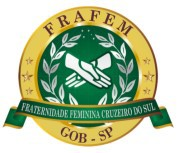 FRAFEM
FRATERNIDADE FEMININA CRUZEIRO DO SUL
GOB - SP